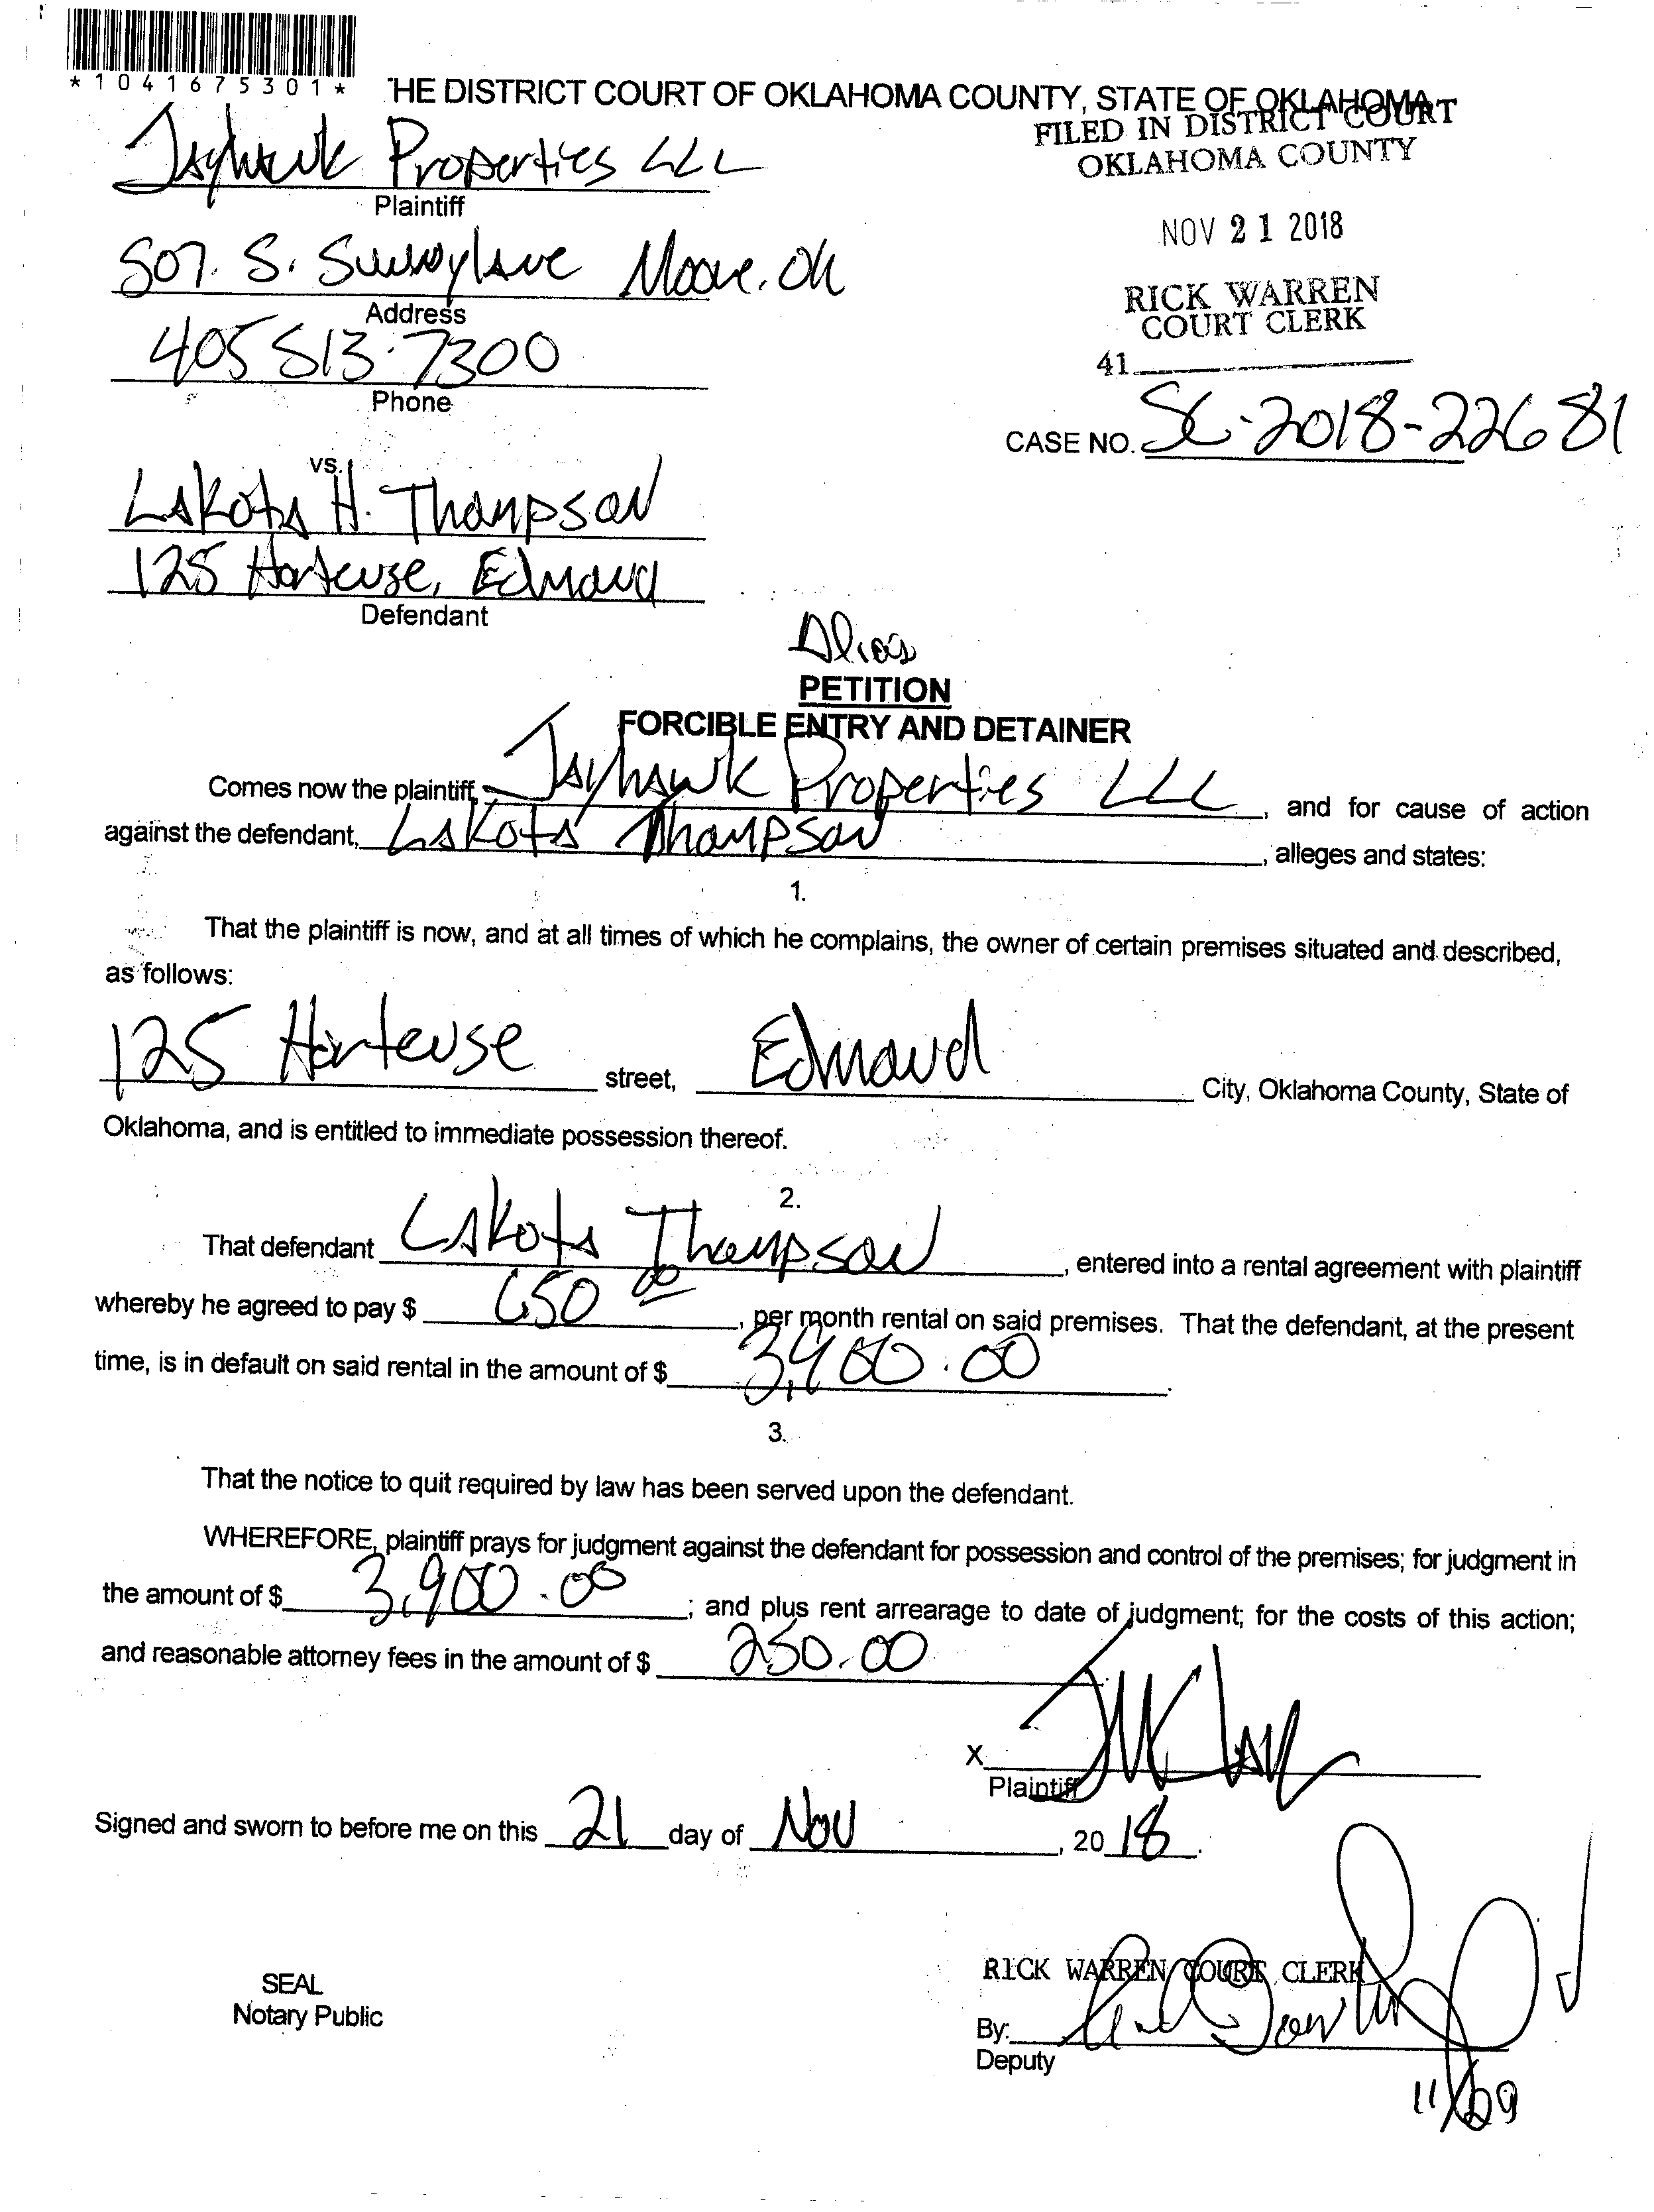 *1041675301*
HE DISTRICT COURT OF OKLAHOMA COUNTY, STATE OF OKLAHOMA
FILED IN DISTRICT COURT
OKLAHOMA COUNTY
Jayhawk Properties LLC
Plaintiff
NOV 21 2018
507. S. Sunnylane Moore, Ok
RICK WARREN
COURT CLERK
Address
405 513-7300
41
Phone
CASE NO. SC-2018-22681
vs.
Lakota H. Thompson
125 Hortense, Edmond
Defendant
Alias
PETITION
FORCIBLE ENTRY AND DETAINER
Comes now the plaintiff, Jayhawk Properties LLC, and for cause of action
against the defendant, Lakota Thompson, alleges and states:
1.
That the plaintiff is now, and at all times of which he complains, the owner of certain premises situated and described,
as follows:
125 Hortense street, Edmond City, Oklahoma County, State of
Oklahoma, and is entitled to immediate possession thereof.
2.
That defendant Lakota Thompson, entered into a rental agreement with plaintiff
whereby he agreed to pay $ 650 00, per month rental on said premises. That the defendant, at the present
time, is in default on said rental in the amount of $ 3,900.00.
3.
That the notice to quit required by law has been served upon the defendant.
WHEREFORE, plaintiff prays for judgment against the defendant for possession and control of the premises; for judgment in
the amount of $ 3,900.00; and plus rent arrearage to date of judgment; for the costs of this action;
and reasonable attorney fees in the amount of $ 250.00
X
Plaintiff
Signed and sworn to before me on this 21 day of Nov, 20 18.
RICK WARREN COURT CLERK
SEAL
Notary Public
By:
Deputy
11/29